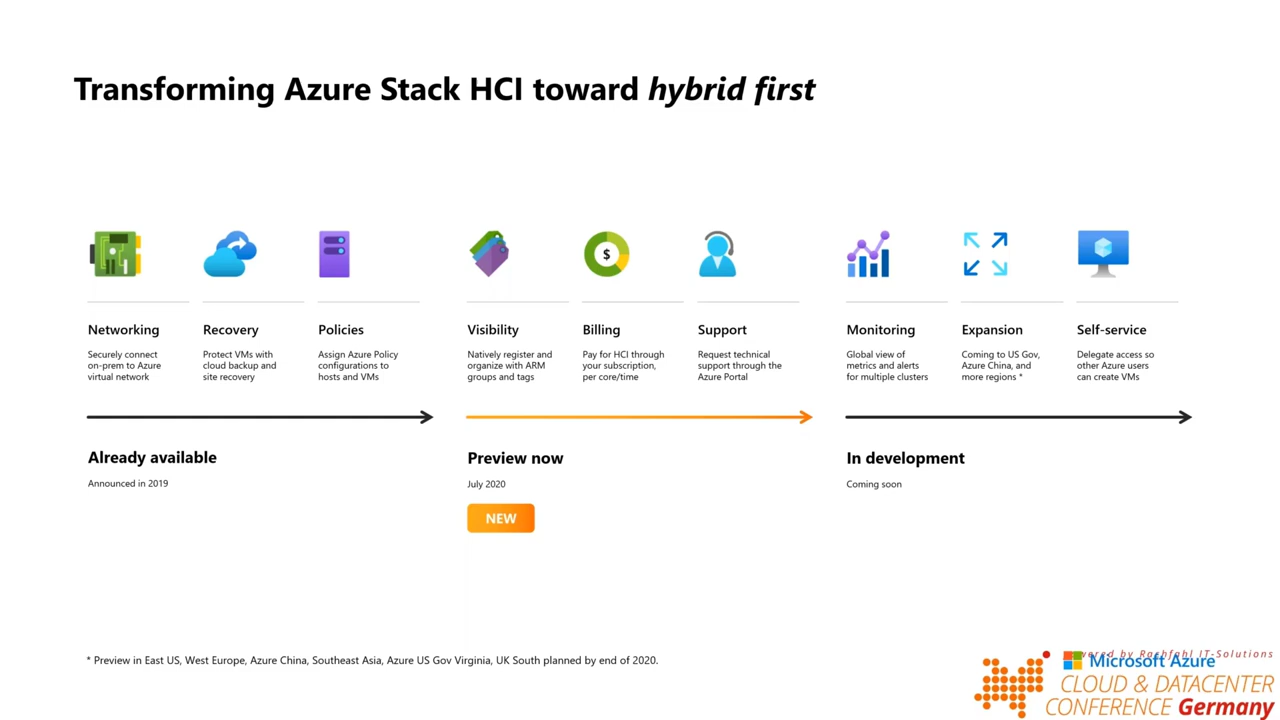 Transforming Azure Stack HCI toward hybrid first
$
Networking
Securely connect
on-prem to Azure
virtual network
Recovery
Protect VMs with
cloud backup and
site recovery
Policies
Assign Azure Policy
configurations to
hosts and VMs
Already available
Announced in 2019
Visibility
Natively register and
organize with ARM
groups and tags
Billing
Pay for HCI through
your subscription,
per core/time
Support
Request technical
support through the
Azure Portal
Preview now
July 2020
NEW
Monitoring
Global view of
metrics and alerts
for multiple clusters
Expansion
Coming to US Gov,
Azure China, and
more regions *
Self-service
Delegate access so
other Azure users
can create VMs
In development
Coming soon
* Preview in East US, West Europe, Azure China, Southeast Asia, Azure US Gov Virginia, UK South planned by end of 2020.
by Rachfahl IT-Solutions
Microsoft Azure
CLOUD & DATACENTER
CONFERENCE Germany